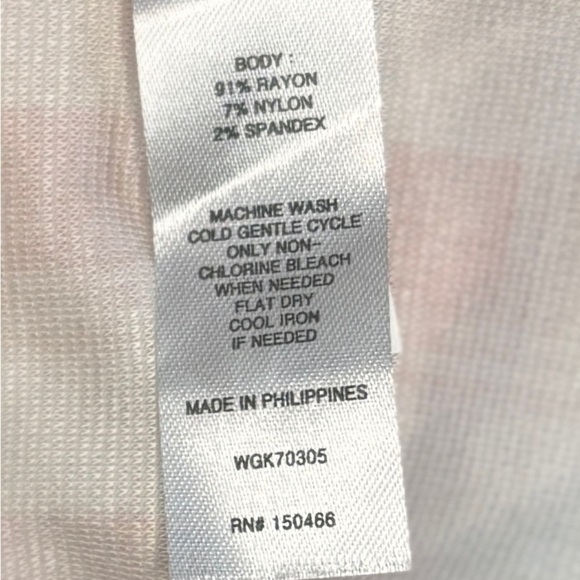 BODY :
91% RAYON
7% NYLON
2% SPANDEX
MACHINE WASH
COLD GENTLE CYCLE
ONLY NON-
CHLORINE BLEACH
WHEN NEEDED
FLAT DRY
COOL IRON
IF NEEDED
MADE IN PHILIPPINES
WGK70305
RN# 150466